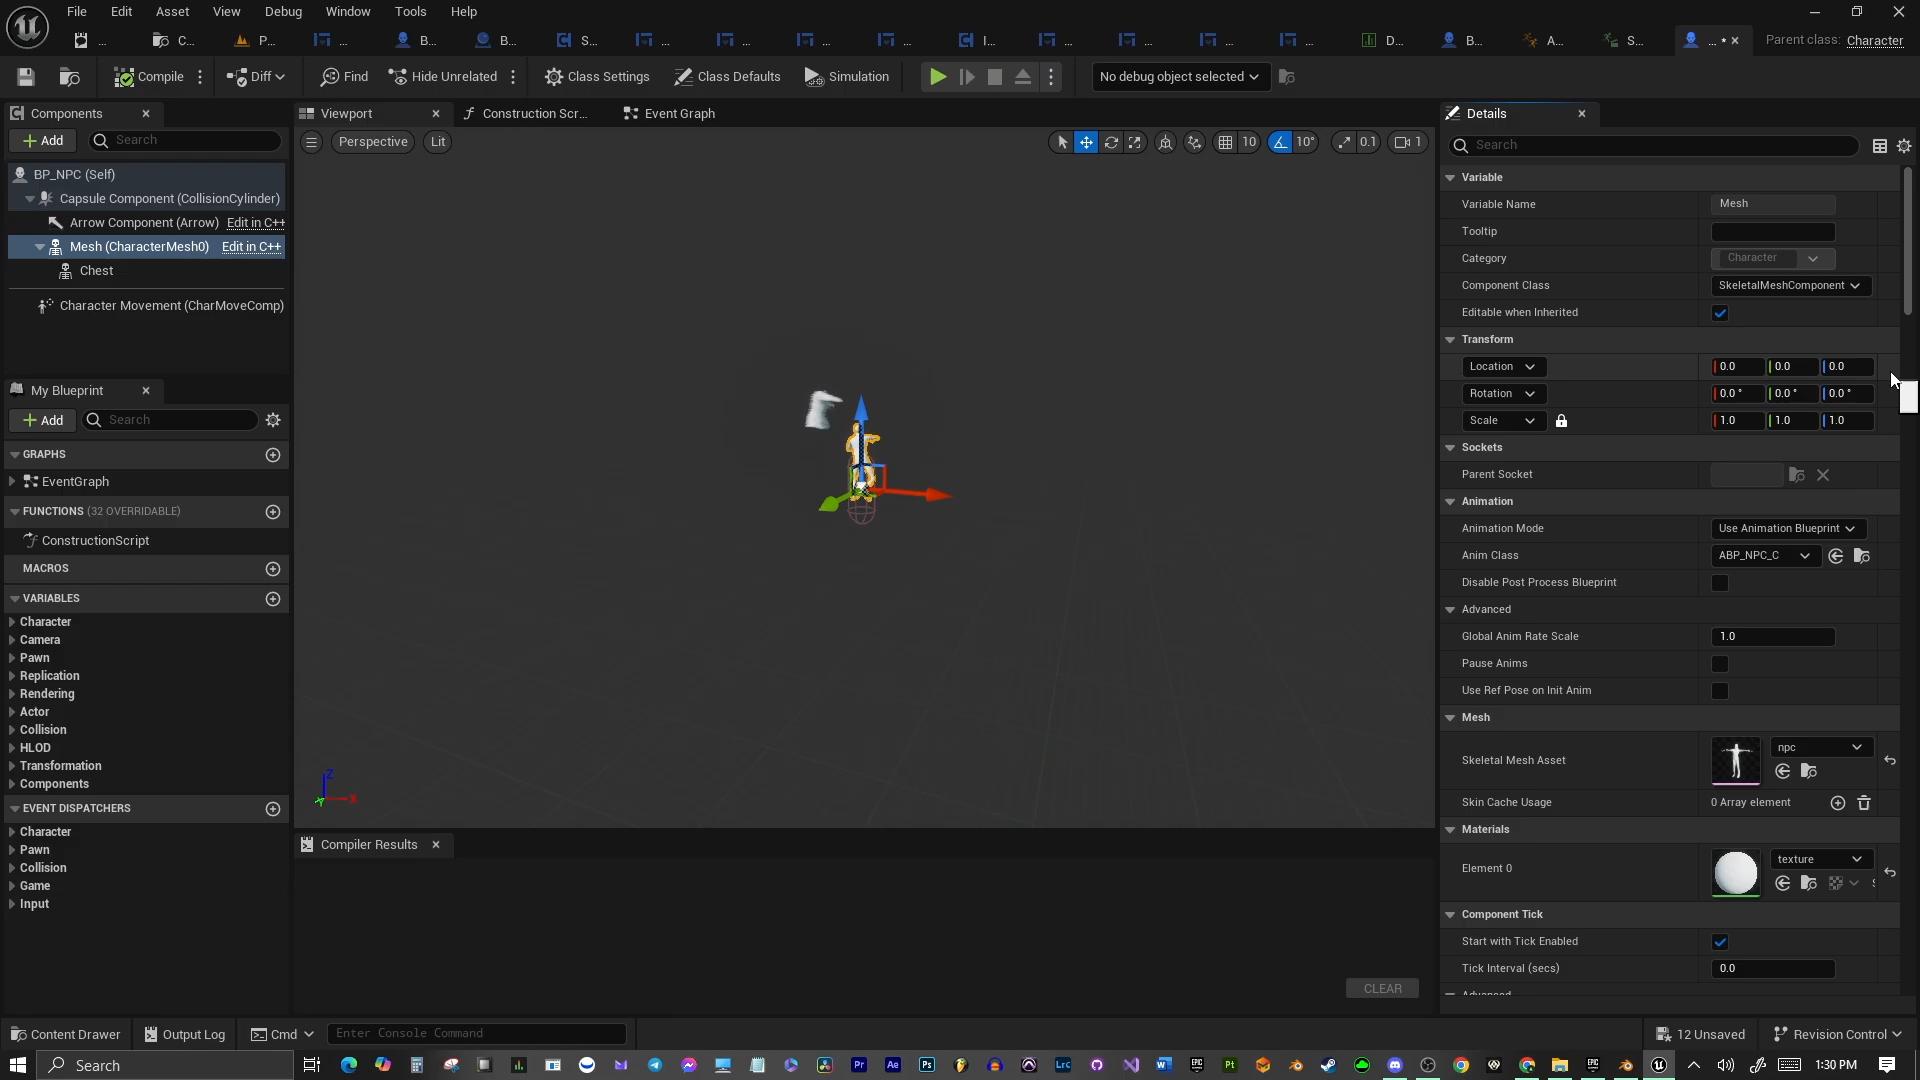 File Edit Asset View Debug Window Tools Help
... C... P... ... B... B... S... ... ... ... ... I... ... ... ... ... D... B... A... S... ... * Parent class: Character
Compile Diff Find Hide Unrelated Class Settings Class Defaults Simulation No debug object selected
Components
Add Search
BP_NPC (Self)
Capsule Component (CollisionCylinder)
Arrow Component (Arrow) Edit in C++
Mesh (CharacterMesh0) Edit in C++
Chest
Character Movement (CharMoveComp)
My Blueprint
Add Search
GRAPHS
EventGraph
FUNCTIONS (32 OVERRIDABLE)
ConstructionScript
MACROS
VARIABLES
Character
Camera
Pawn
Replication
Rendering
Actor
Collision
HLOD
Transformation
Components
EVENT DISPATCHERS
Character
Pawn
Collision
Game
Input
Viewport Construction Scr... Event Graph
Perspective Lit 10 10° 0.1 1
Z
X
Y
Compiler Results
CLEAR
Details
Search
Variable
Variable Name Mesh
Tooltip
Category Character
Component Class SkeletalMeshComponent
Editable when Inherited
Transform
Location 0.0 0.0 0.0
Rotation 0.0 ° 0.0 ° 0.0 °
Scale 1.0 1.0 1.0
Sockets
Parent Socket
Animation
Animation Mode Use Animation Blueprint
Anim Class ABP_NPC_C
Disable Post Process Blueprint
Advanced
Global Anim Rate Scale 1.0
Pause Anims
Use Ref Pose on Init Anim
Mesh
Skeletal Mesh Asset npc
Skin Cache Usage 0 Array element
Materials
Element 0 texture
Component Tick
Start with Tick Enabled
Tick Interval (secs) 0.0
Advanced
Content Drawer Output Log Cmd Enter Console Command 12 Unsaved Revision Control
Search Pr Ae Ps Lrc W EPIC Pt EPIC 1:30 PM